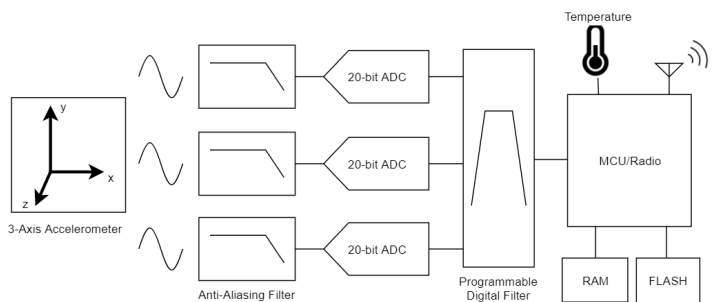 Temperature
20-bit ADC
y
x
z
3-Axis Accelerometer
20-bit ADC
MCU/Radio
20-bit ADC
Anti-Aliasing Filter
Programmable
Digital Filter
RAM
FLASH